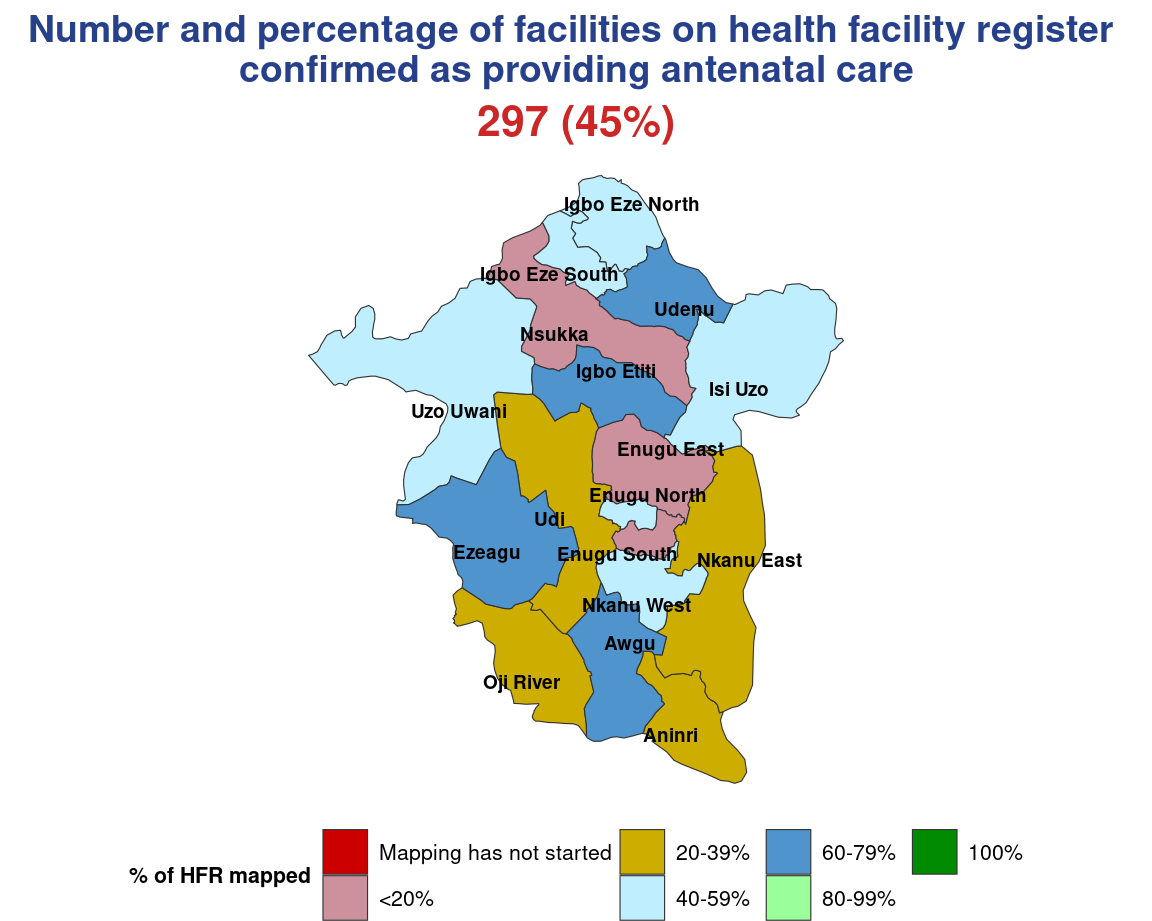 Number and percentage of facilities on health facility register
confirmed as providing antenatal care
297 (45%)
Igbo Eze North
Igbo Eze South
Udenu
Nsukka
Igbo Etiti
Isi Uzo
Uzo Uwani
Enugu East
Enugu North
Udi
Ezeagu
Enugu South
Nkanu East
Nkanu West
Awgu
Oji River
Aninri
% of HFR mapped
Mapping has not started
<20%
20-39%
40-59%
60-79%
80-99%
100%